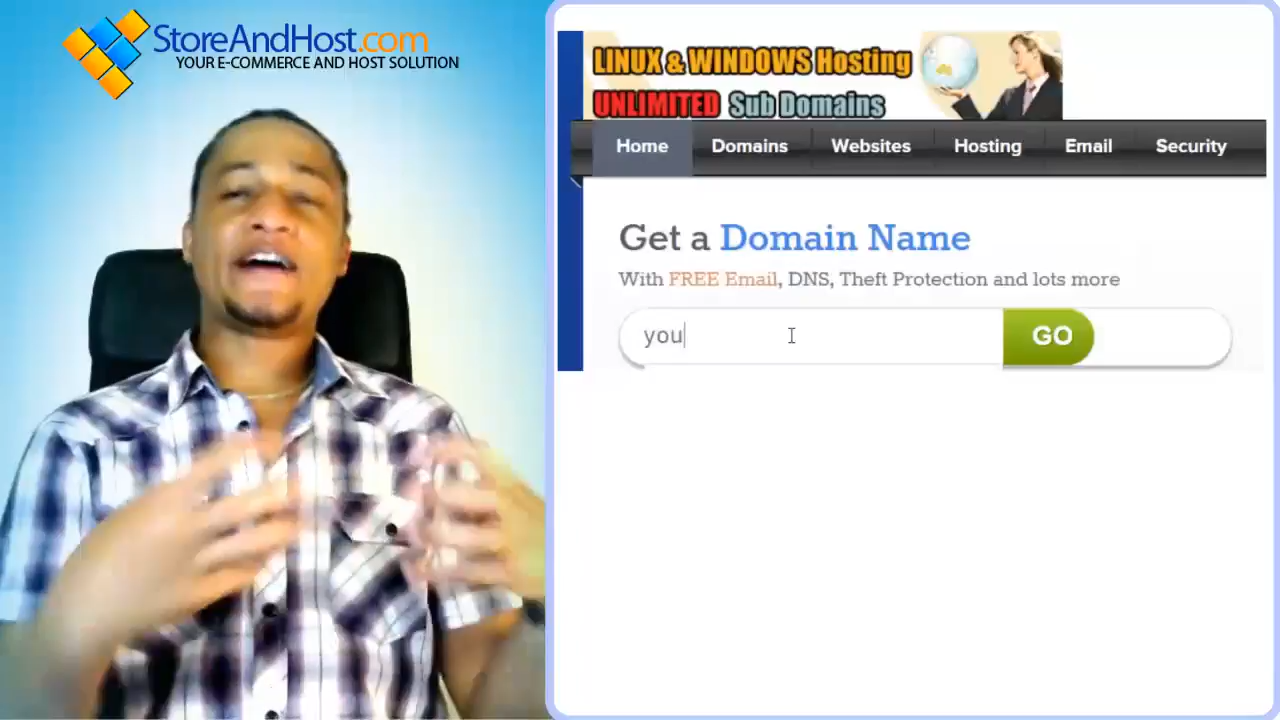 StoreAndHost.com
YOUR E-COMMERCE AND HOST SOLUTION
LINUX & WINDOWS Hosting
UNLIMITED Sub Domains
Home Domains Websites Hosting Email Security
Get a Domain Name
With FREE Email, DNS, Theft Protection and lots more
you
GO